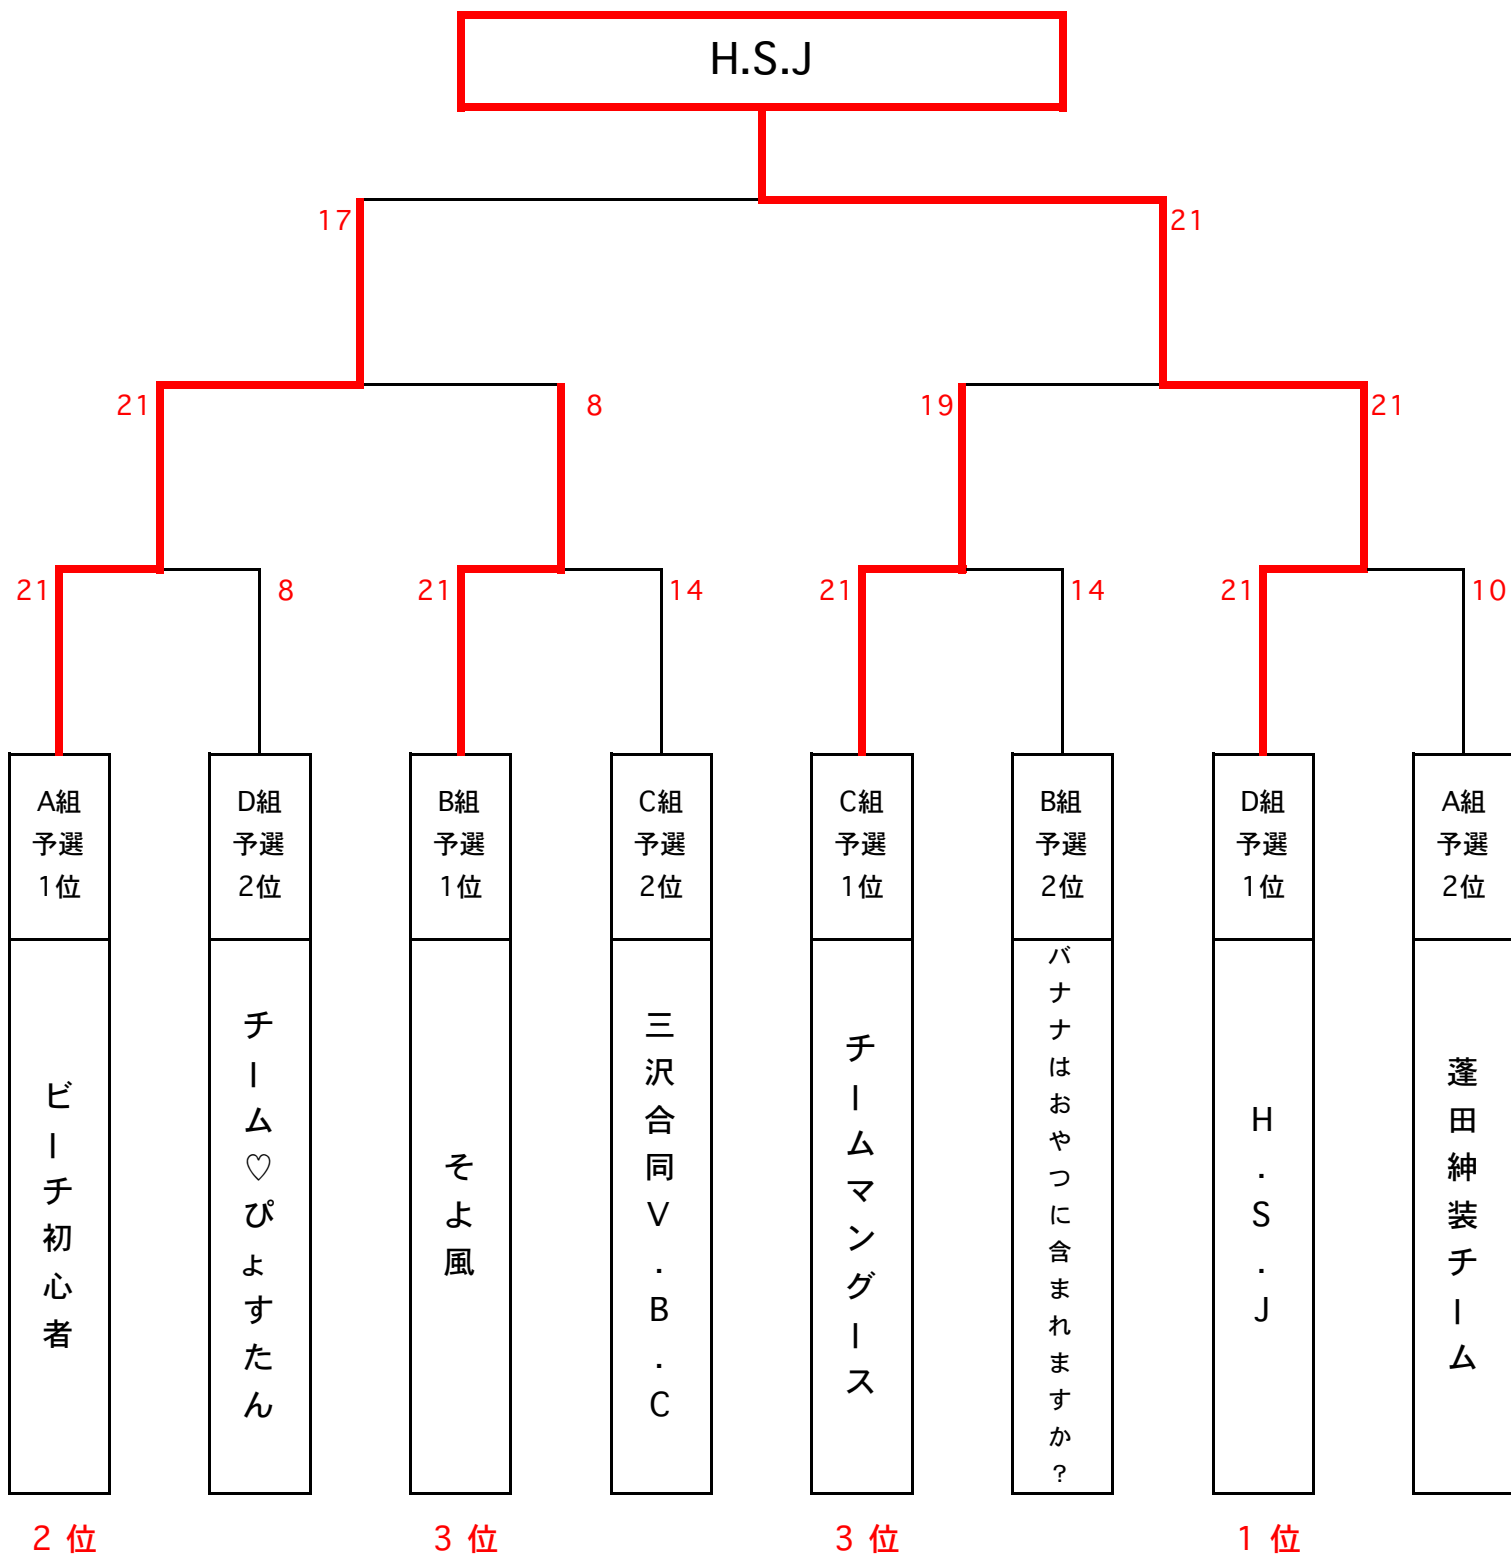 H.S.J
17
21
21
8
19
21
21
8
21
14
21
14
21
10
A組
予選
1位
D組
予選
2位
B組
予選
1位
C組
予選
2位
C組
予選
1位
B組
予選
2位
D組
予選
1位
A組
予選
2位
ビーチ初心者
チーム♡ぴょすたん
そよ風
三沢合同V.B.C
チームマングース
バナナはおやつに含まれますか？
H.S.J
蓬田紳装チーム
2 位
3 位
3 位
1 位